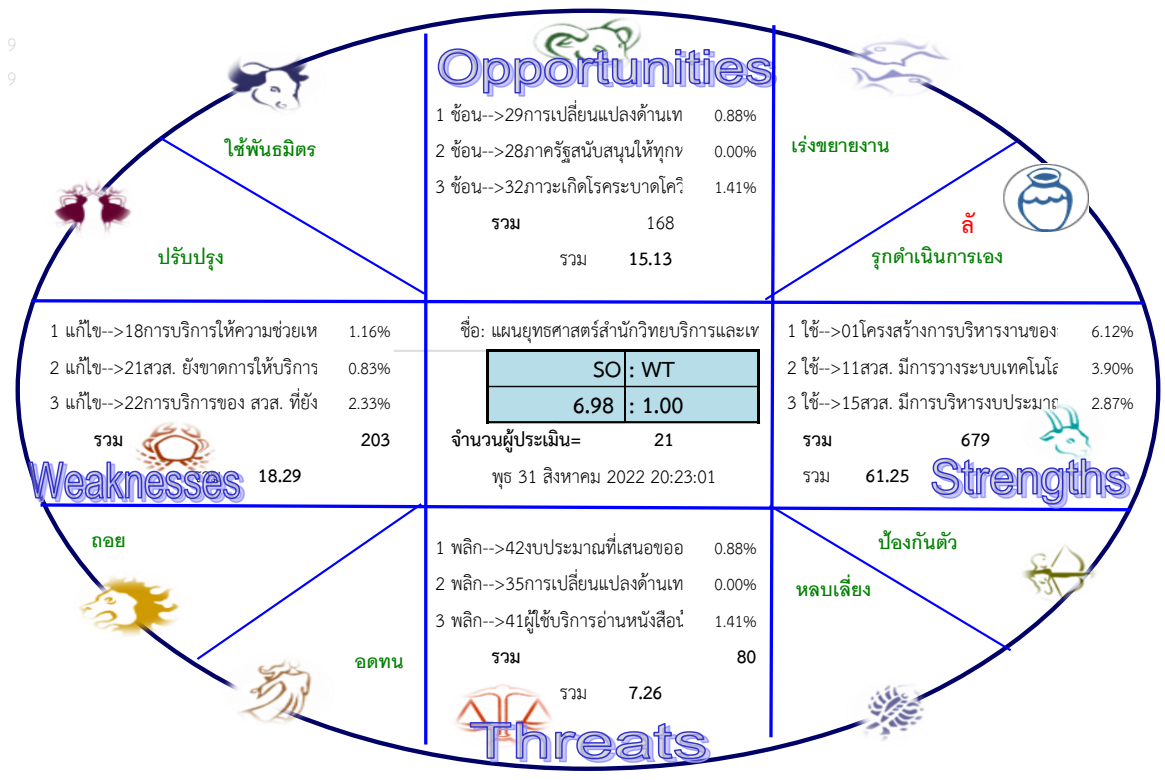 9
9
Opportunities
1 ช้อน-->29การเปลี่ยนแปลงด้านเท 0.88%
2 ช้อน-->28ภาครัฐสนับสนุนให้ทุกห 0.00%
3 ช้อน-->32ภาวะเกิดโรคระบาดโควิ 1.41%
รวม 168
รวม 15.13
ใช้พันธมิตร
ปรับปรุง
เร่งขยายงาน
ลั
รุกดำเนินการเอง
1 แก้ไข-->18การบริการให้ความช่วยเห 1.16%
2 แก้ไข-->21สวส. ยังขาดการให้บริการ 0.83%
3 แก้ไข-->22การบริการของ สวส. ที่ยัง 2.33%
รวม 203
18.29
Weaknesses
ชื่อ: แผนยุทธศาสตร์สำนักวิทยบริการและเท
SO : WT
6.98 : 1.00
จำนวนผู้ประเมิน= 21
พุธ 31 สิงหาคม 2022 20:23:01
1 ใช้-->01โครงสร้างการบริหารงานของ 6.12%
2 ใช้-->11สวส. มีการวางระบบเทคโนโล 3.90%
3 ใช้-->15สวส. มีการบริหารงบประมาณ 2.87%
รวม 679
รวม 61.25
Strengths
ถอย
อดทน
1 พลิก-->42งบประมาณที่เสนอขออ 0.88%
2 พลิก-->35การเปลี่ยนแปลงด้านเท 0.00%
3 พลิก-->41ผู้ใช้บริการอ่านหนังสือน้ 1.41%
รวม 80
รวม 7.26
Threats
ป้องกันตัว
หลบเลี่ยง